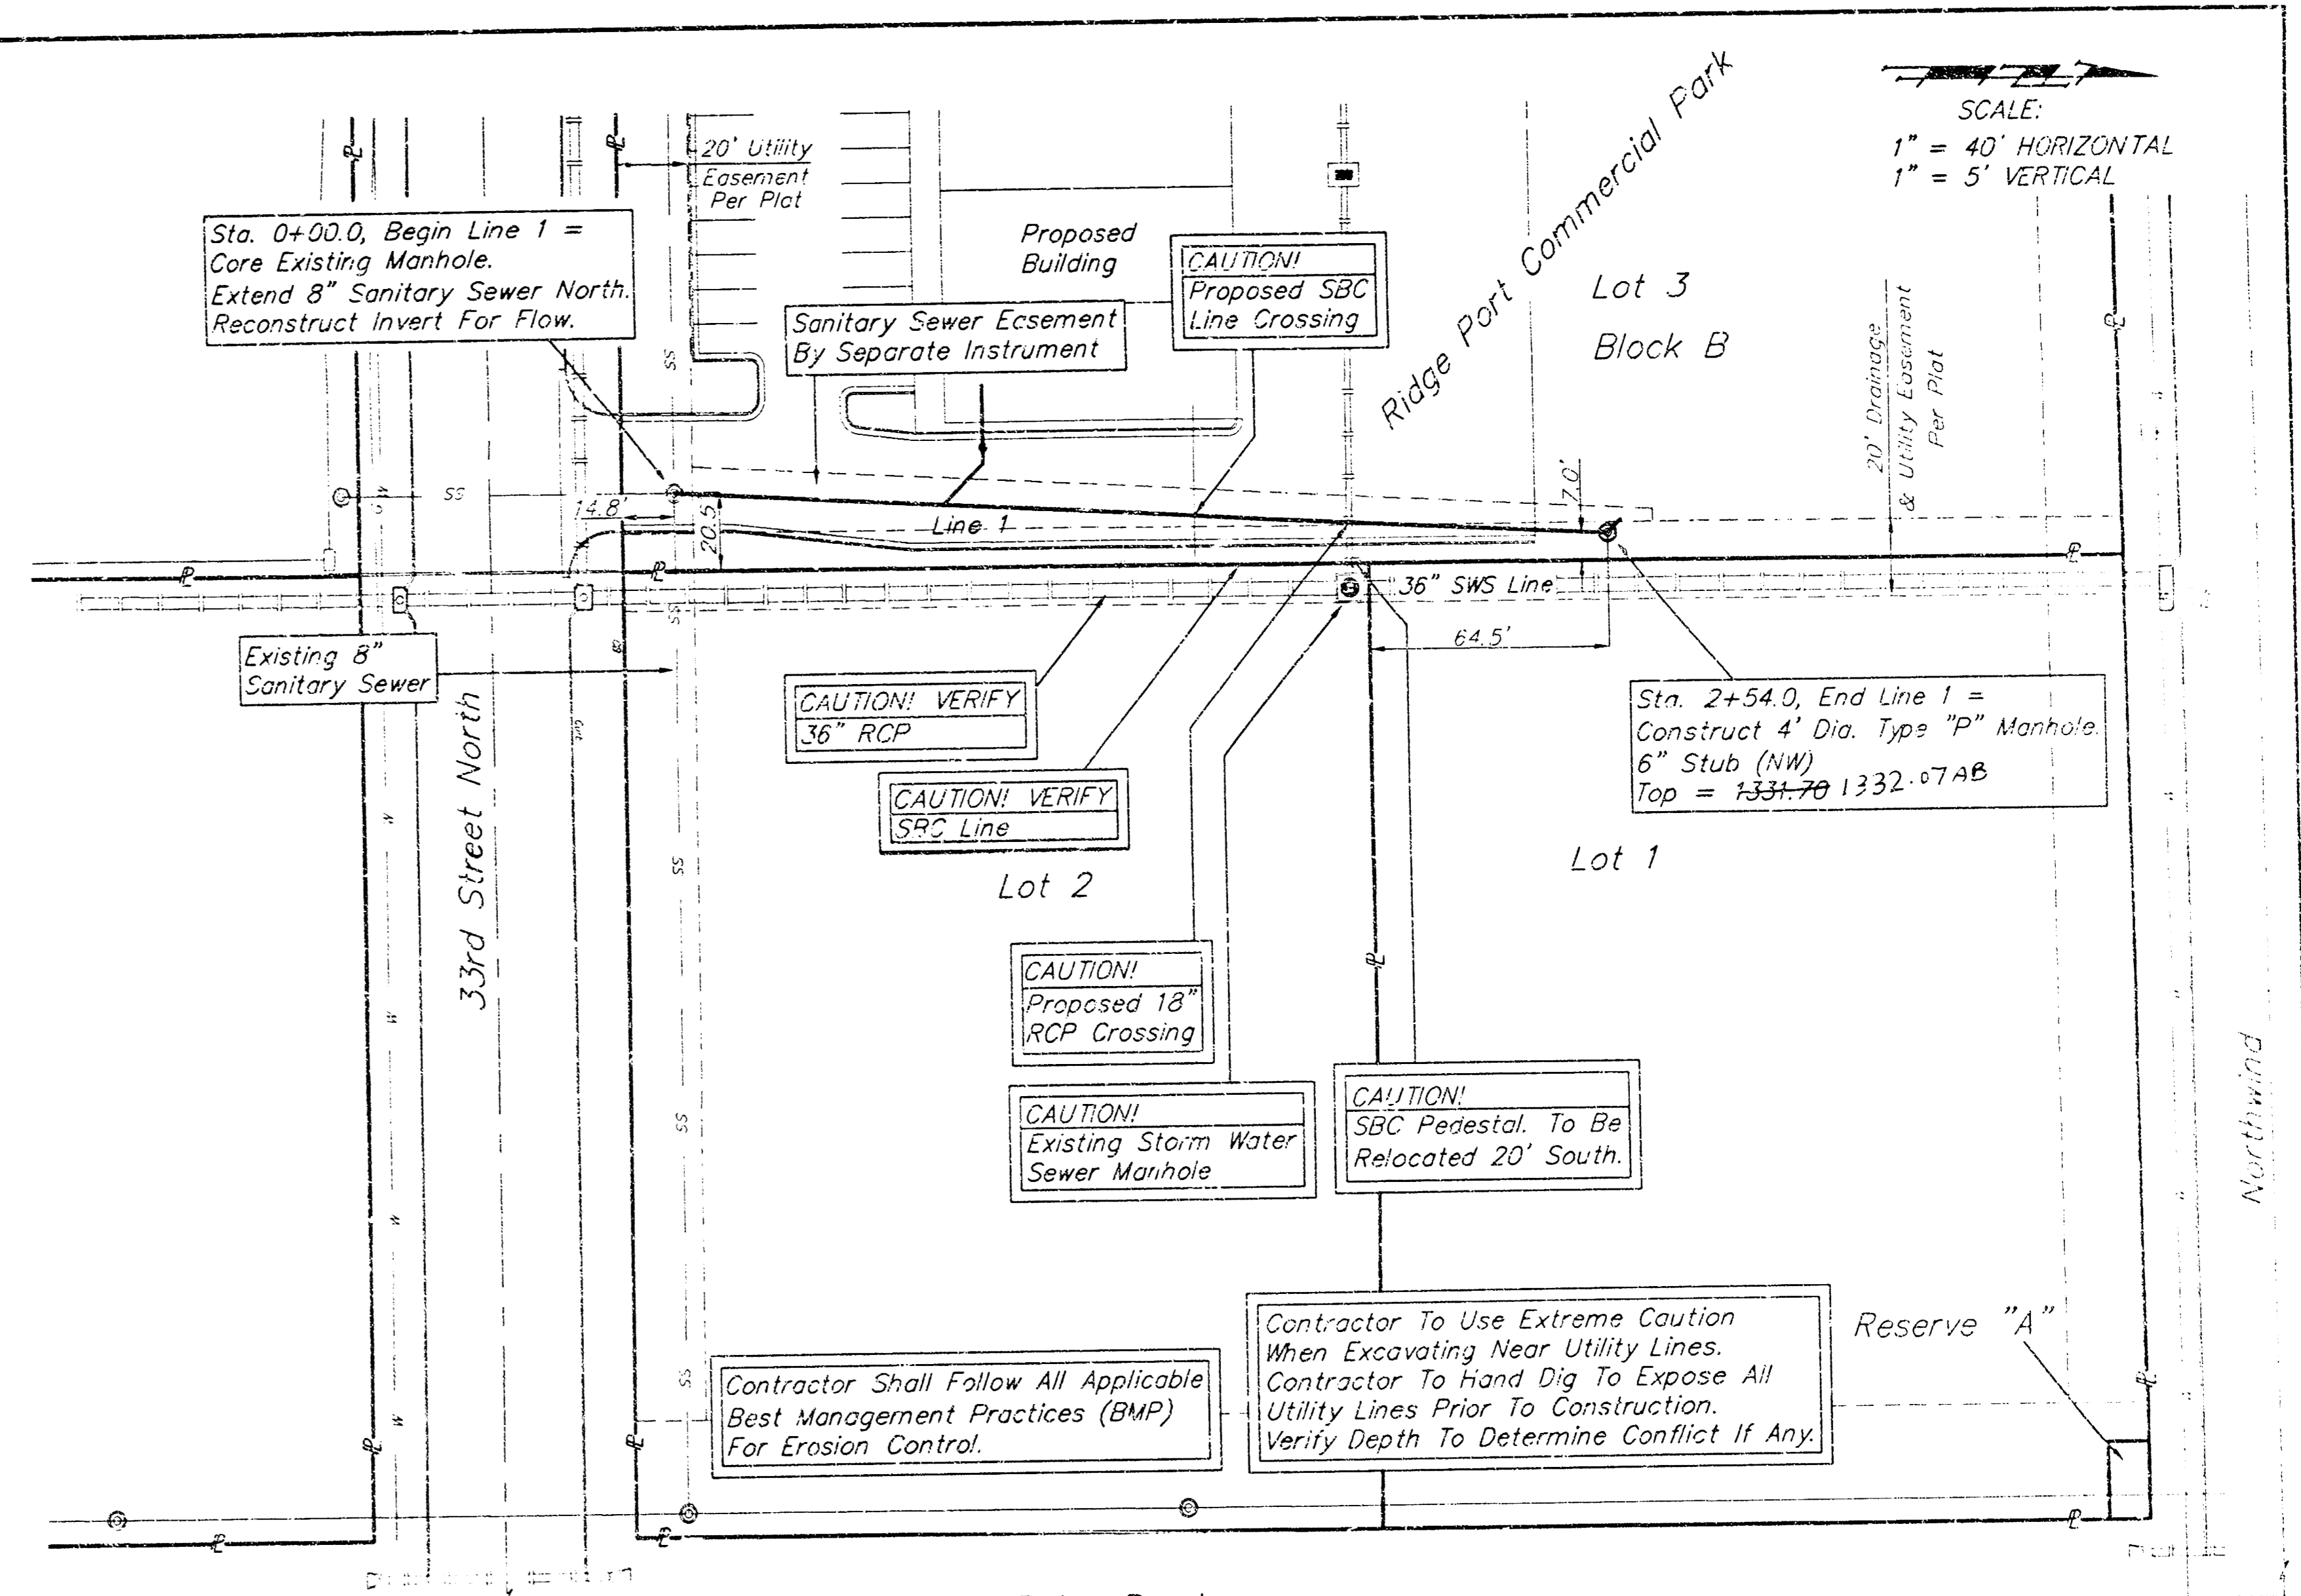 SCALE:
1" = 40' HORIZONTAL
1" = 5' VERTICAL
20' Utility
Easement
Per Plat
Sta. 0+00.0, Begin Line 1 =
Core Existing Manhole.
Extend 8" Sanitary Sewer North.
Reconstruct Invert For Flow.
Proposed
Building
Sanitary Sewer Easement
By Separate Instrument
CAUTION!
Proposed SBC
Line Crossing
Ridge Port Commercial Park
Lot 3
Block B
20' Drainage
& Utility Easement
Per Plat
SS
SS
14.8'
20.5'
Line 1
7.0'
36" SWS Line
64.5'
Existing 8"
Sanitary Sewer
33rd Street North
CAUTION! VERIFY
36" RCP
CAUTION! VERIFY
SBC Line
Sta. 2+54.0, End Line 1 =
Construct 4' Dia. Type "P" Manhole.
6" Stub (NW)
Top = 1331.70 1332.07 AB
Lot 2
Lot 1
SS
SS
SS
W
W
W
W
W
CAUTION!
Proposed 18"
RCP Crossing
CAUTION!
Existing Storm Water
Sewer Manhole
CAUTION!
SBC Pedestal. To Be
Relocated 20' South.
Northwind
Contractor Shall Follow All Applicable
Best Management Practices (BMP)
For Erosion Control.
Contractor To Use Extreme Caution
When Excavating Near Utility Lines.
Contractor To Hand Dig To Expose All
Utility Lines Prior To Construction.
Verify Depth To Determine Conflict If Any.
Reserve "A"